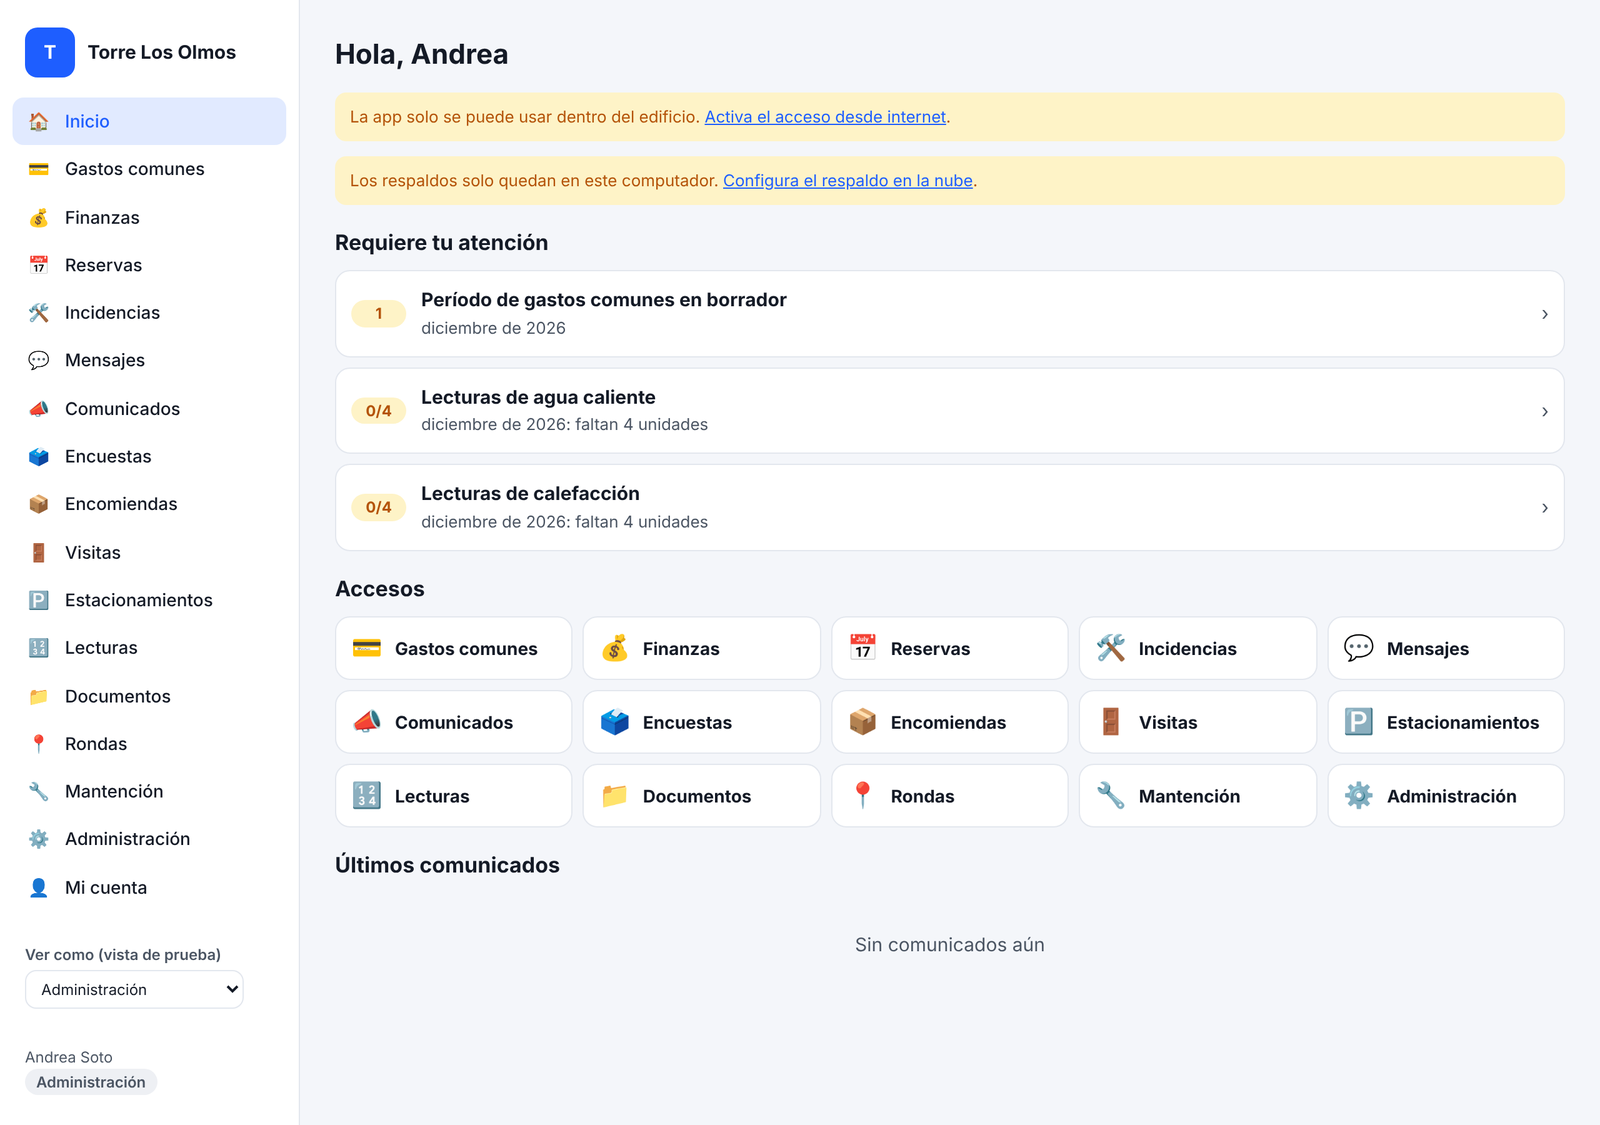 T
Torre Los Olmos
Inicio
Gastos comunes
Finanzas
Reservas
Incidencias
Mensajes
Comunicados
Encuestas
Encomiendas
Visitas
Estacionamientos
Lecturas
Documentos
Rondas
Mantención
Administración
Mi cuenta
Ver como (vista de prueba)
Administración
Andrea Soto
Administración
Hola, Andrea
La app solo se puede usar dentro del edificio. Activa el acceso desde internet.
Los respaldos solo quedan en este computador. Configura el respaldo en la nube.
Requiere tu atención
1
Período de gastos comunes en borrador
diciembre de 2026
0/4
Lecturas de agua caliente
diciembre de 2026: faltan 4 unidades
0/4
Lecturas de calefacción
diciembre de 2026: faltan 4 unidades
Accesos
Gastos comunes
Finanzas
Reservas
Incidencias
Mensajes
Comunicados
Encuestas
Encomiendas
Visitas
Estacionamientos
Lecturas
Documentos
Rondas
Mantención
Administración
Últimos comunicados
Sin comunicados aún